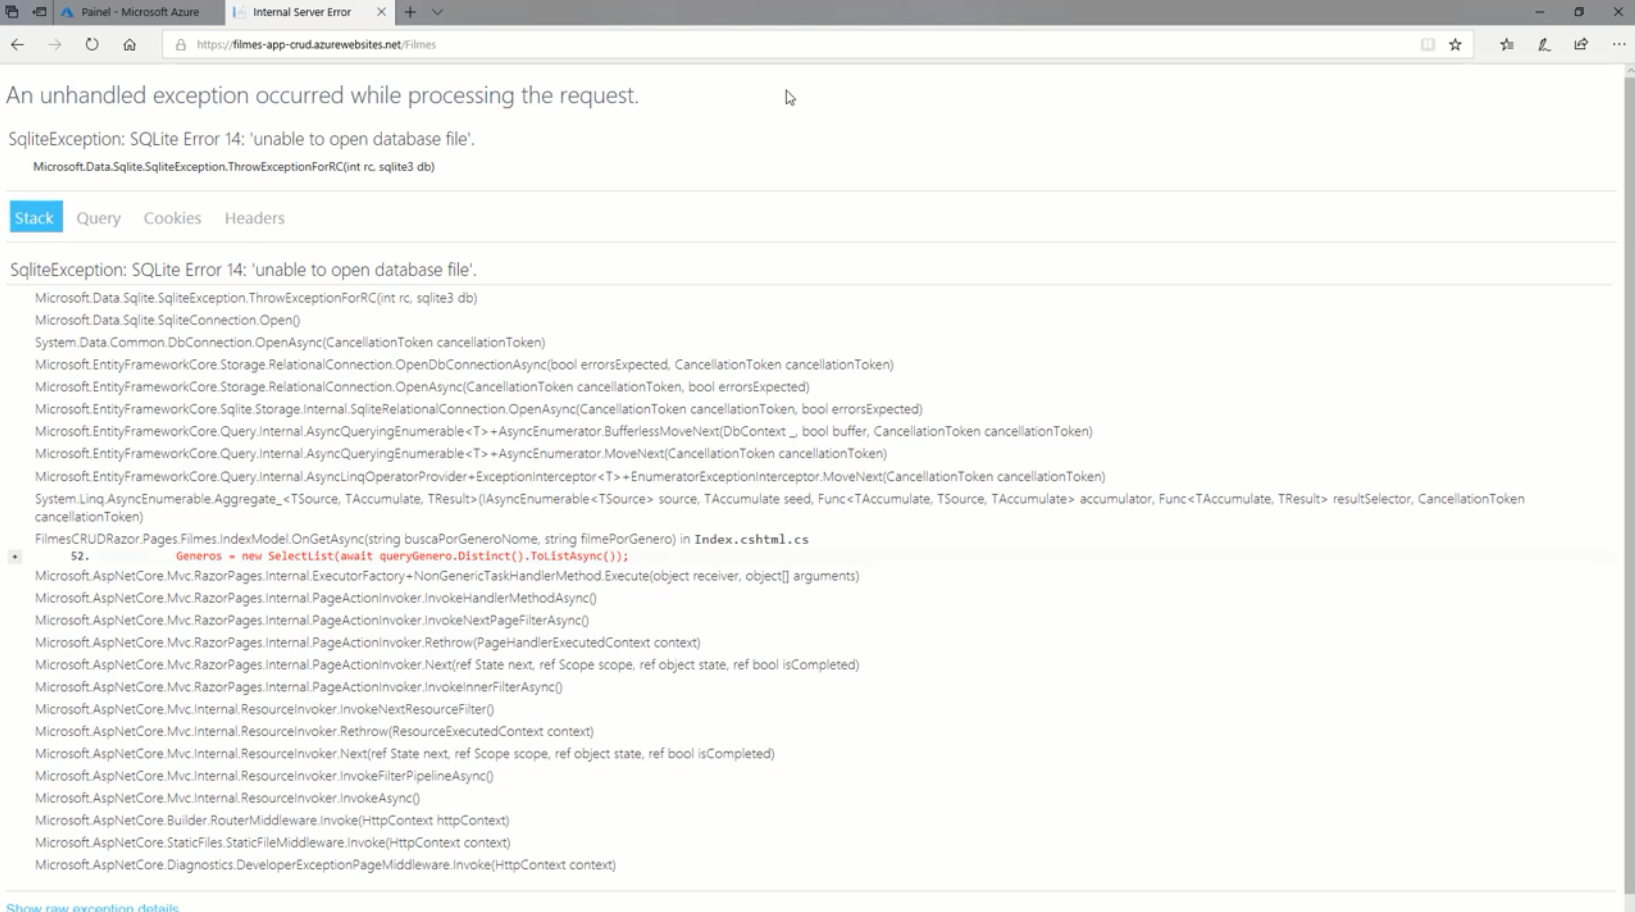 Painel - Microsoft Azure
Internal Server Error
https://filmes-app-crud.azurewebsites.net/Filmes
An unhandled exception occurred while processing the request.
SqliteException: SQLite Error 14: 'unable to open database file'.
Microsoft.Data.Sqlite.SqliteException.ThrowExceptionForRC(int rc, sqlite3 db)
Stack Query Cookies Headers
SqliteException: SQLite Error 14: 'unable to open database file'.
Microsoft.Data.Sqlite.SqliteException.ThrowExceptionForRC(int rc, sqlite3 db)
Microsoft.Data.Sqlite.SqliteConnection.Open()
System.Data.Common.DbConnection.OpenAsync(CancellationToken cancellationToken)
Microsoft.EntityFrameworkCore.Storage.RelationalConnection.OpenDbConnectionAsync(bool errorsExpected, CancellationToken cancellationToken)
Microsoft.EntityFrameworkCore.Storage.RelationalConnection.OpenAsync(CancellationToken cancellationToken, bool errorsExpected)
Microsoft.EntityFrameworkCore.Sqlite.Storage.Internal.SqliteRelationalConnection.OpenAsync(CancellationToken cancellationToken, bool errorsExpected)
Microsoft.EntityFrameworkCore.Query.Internal.AsyncQueryingEnumerable<T>+AsyncEnumerator.BufferlessMoveNext(DbContext _, bool buffer, CancellationToken cancellationToken)
Microsoft.EntityFrameworkCore.Query.Internal.AsyncQueryingEnumerable<T>+AsyncEnumerator.MoveNext(CancellationToken cancellationToken)
Microsoft.EntityFrameworkCore.Query.Internal.AsyncLinqOperatorProvider+ExceptionInterceptor<T>+EnumeratorExceptionInterceptor.MoveNext(CancellationToken cancellationToken)
System.Linq.AsyncEnumerable.Aggregate_<TSource, TAccumulate, TResult>(IAsyncEnumerable<TSource> source, TAccumulate seed, Func<TAccumulate, TSource, TAccumulate> accumulator, Func<TAccumulate, TResult> resultSelector, CancellationToken
cancellationToken)
FilmesCRUDRazor.Pages.Filmes.IndexModel.OnGetAsync(string buscaPorGeneroNome, string filmePorGenero) in Index.cshtml.cs
+ 52. Generos = new SelectList(await queryGenero.Distinct().ToListAsync());
Microsoft.AspNetCore.Mvc.RazorPages.Internal.ExecutorFactory+NonGenericTaskHandlerMethod.Execute(object receiver, object[] arguments)
Microsoft.AspNetCore.Mvc.RazorPages.Internal.PageActionInvoker.InvokeHandlerMethodAsync()
Microsoft.AspNetCore.Mvc.RazorPages.Internal.PageActionInvoker.InvokeNextPageFilterAsync()
Microsoft.AspNetCore.Mvc.RazorPages.Internal.PageActionInvoker.Rethrow(PageHandlerExecutedContext context)
Microsoft.AspNetCore.Mvc.RazorPages.Internal.PageActionInvoker.Next(ref State next, ref Scope scope, ref object state, ref bool isCompleted)
Microsoft.AspNetCore.Mvc.RazorPages.Internal.PageActionInvoker.InvokeInnerFilterAsync()
Microsoft.AspNetCore.Mvc.Internal.ResourceInvoker.InvokeNextResourceFilter()
Microsoft.AspNetCore.Mvc.Internal.ResourceInvoker.Rethrow(ResourceExecutedContext context)
Microsoft.AspNetCore.Mvc.Internal.ResourceInvoker.Next(ref State next, ref Scope scope, ref object state, ref bool isCompleted)
Microsoft.AspNetCore.Mvc.Internal.ResourceInvoker.InvokeFilterPipelineAsync()
Microsoft.AspNetCore.Mvc.Internal.ResourceInvoker.InvokeAsync()
Microsoft.AspNetCore.Builder.RouterMiddleware.Invoke(HttpContext httpContext)
Microsoft.AspNetCore.StaticFiles.StaticFileMiddleware.Invoke(HttpContext context)
Microsoft.AspNetCore.Diagnostics.DeveloperExceptionPageMiddleware.Invoke(HttpContext context)
Show raw exception details